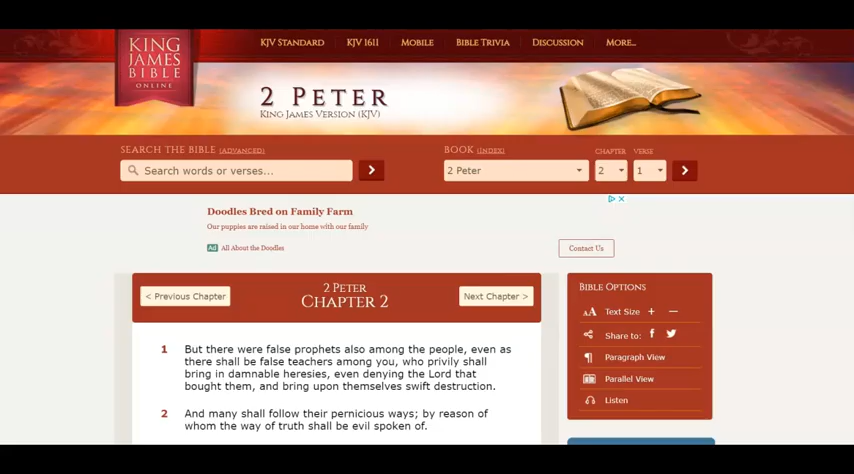 KING
JAMES
BIBLE
ONLINE
KJV STANDARD KJV 1611 MOBILE BIBLE TRIVIA DISCUSSION MORE...
2 PETER
KING JAMES VERSION (KJV)
SEARCH THE BIBLE (ADVANCED)
Search words or verses...
BOOK (INDEX) CHAPTER VERSE
2 Peter 2 1
Doodles Bred on Family Farm
Our puppies are raised in our home with our family
Ad All About the Doodles
Contact Us
< Previous Chapter
2 PETER
CHAPTER 2
Next Chapter >
1 But there were false prophets also among the people, even as
there shall be false teachers among you, who privily shall
bring in damnable heresies, even denying the Lord that
bought them, and bring upon themselves swift destruction.
2 And many shall follow their pernicious ways; by reason of
whom the way of truth shall be evil spoken of.
BIBLE OPTIONS
AA Text Size + —
Share to:
¶ Paragraph View
Parallel View
Listen